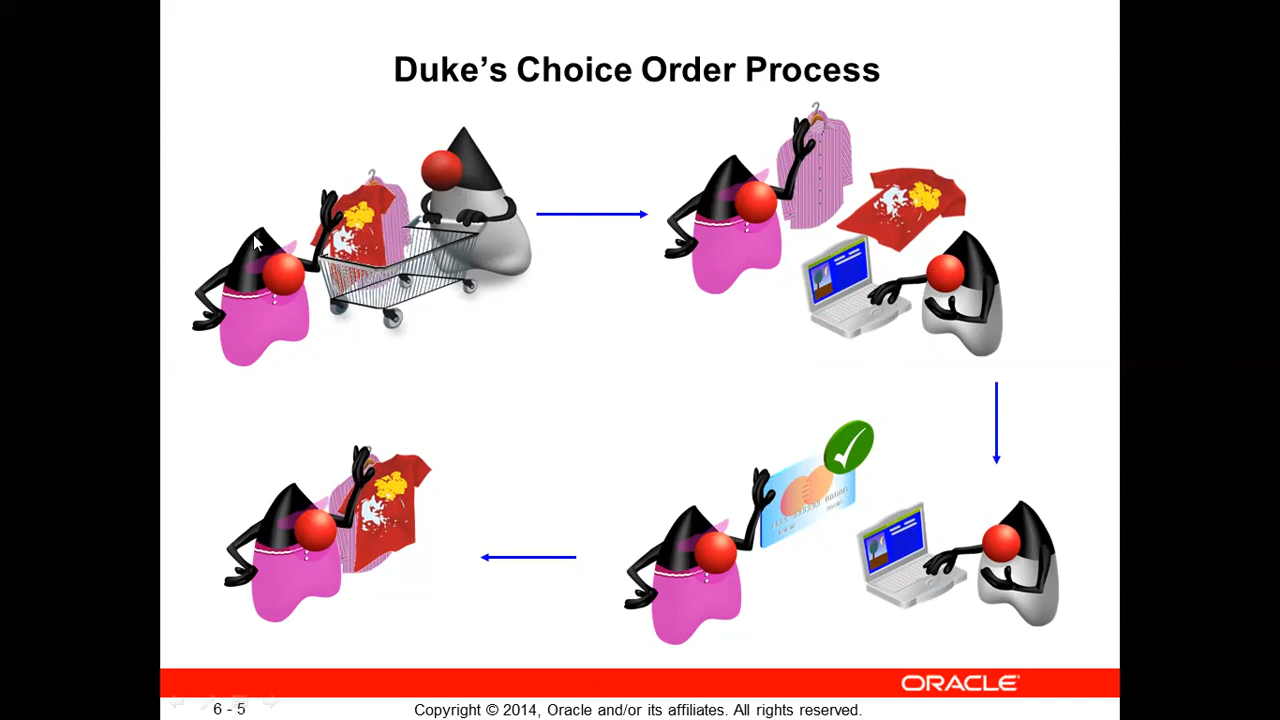 Duke's Choice Order Process
ORACLE
6 - 5
Copyright © 2014, Oracle and/or its affiliates. All rights reserved.